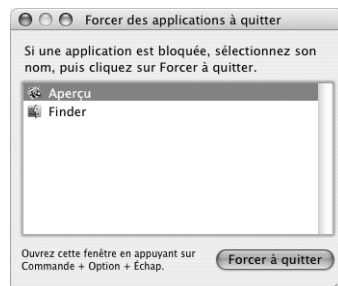 Forcer des applications à quitter
Si une application est bloquée, sélectionnez son
nom, puis cliquez sur Forcer à quitter.
Aperçu
Finder
Ouvrez cette fenêtre en appuyant sur
Commande + Option + Échap.
Forcer à quitter